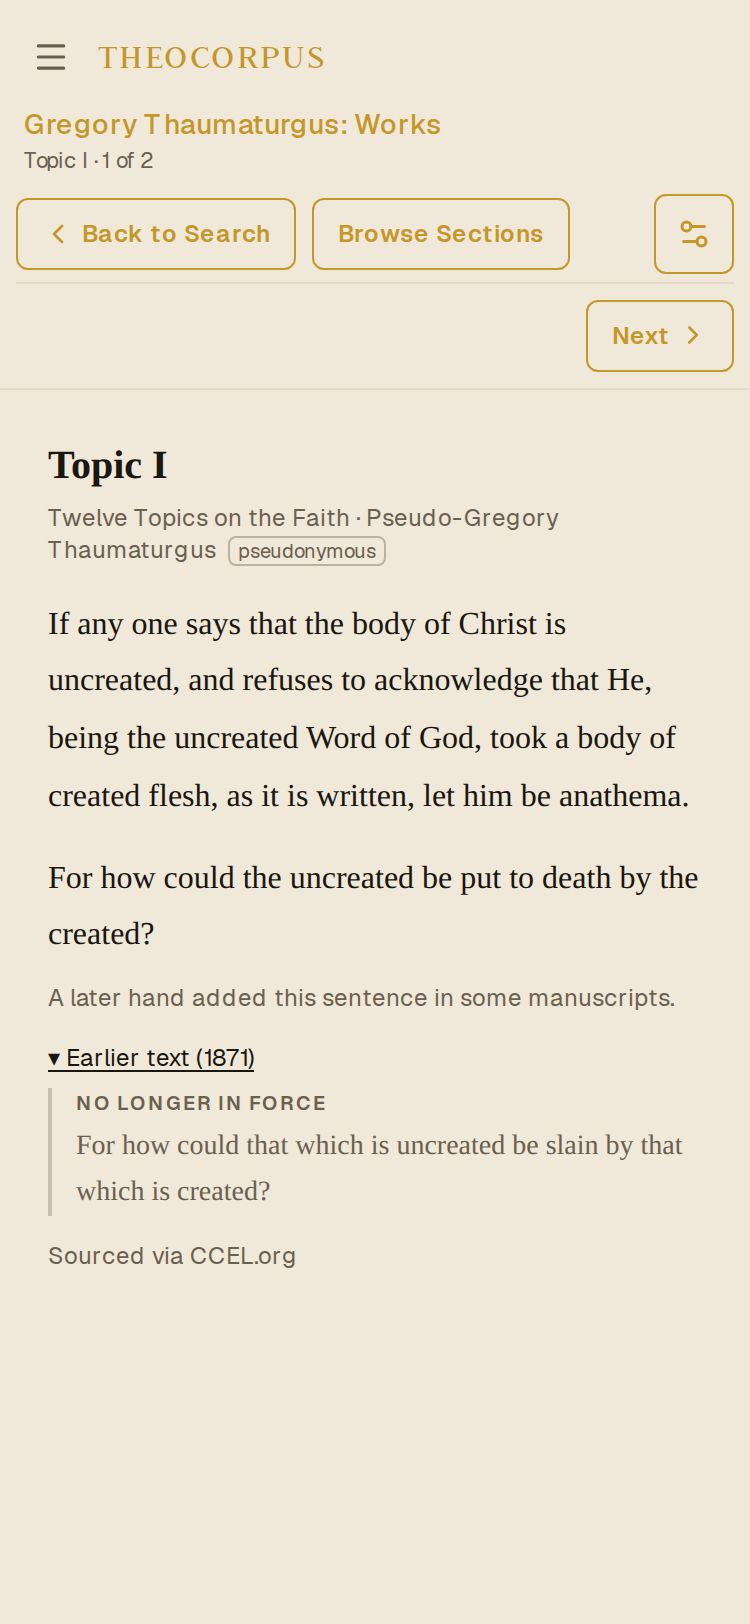 THEOCORPUS
Gregory Thaumaturgus: Works
Topic I · 1 of 2
Back to Search
Browse Sections
Next
Topic I
Twelve Topics on the Faith · Pseudo-Gregory
Thaumaturgus pseudonymous
If any one says that the body of Christ is
uncreated, and refuses to acknowledge that He,
being the uncreated Word of God, took a body of
created flesh, as it is written, let him be anathema.
For how could the uncreated be put to death by the
created?
A later hand added this sentence in some manuscripts.
▾ Earlier text (1871)
NO LONGER IN FORCE
For how could that which is uncreated be slain by that
which is created?
Sourced via CCEL.org